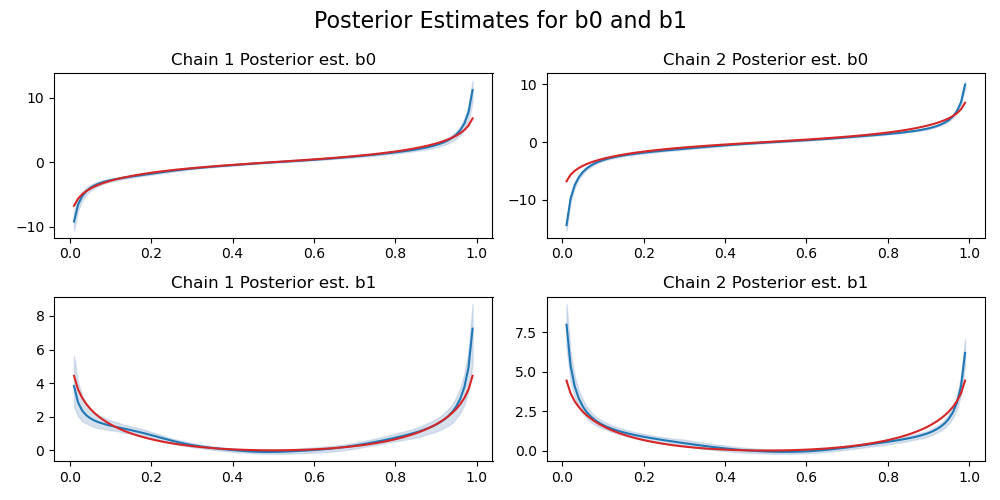 Posterior Estimates for b0 and b1
Chain 1 Posterior est. b0
10
0
−10
0.0 0.2 0.4 0.6 0.8 1.0
Chain 2 Posterior est. b0
10
0
−10
0.0 0.2 0.4 0.6 0.8 1.0
Chain 1 Posterior est. b1
8
6
4
2
0
0.0 0.2 0.4 0.6 0.8 1.0
Chain 2 Posterior est. b1
7.5
5.0
2.5
0.0
0.0 0.2 0.4 0.6 0.8 1.0